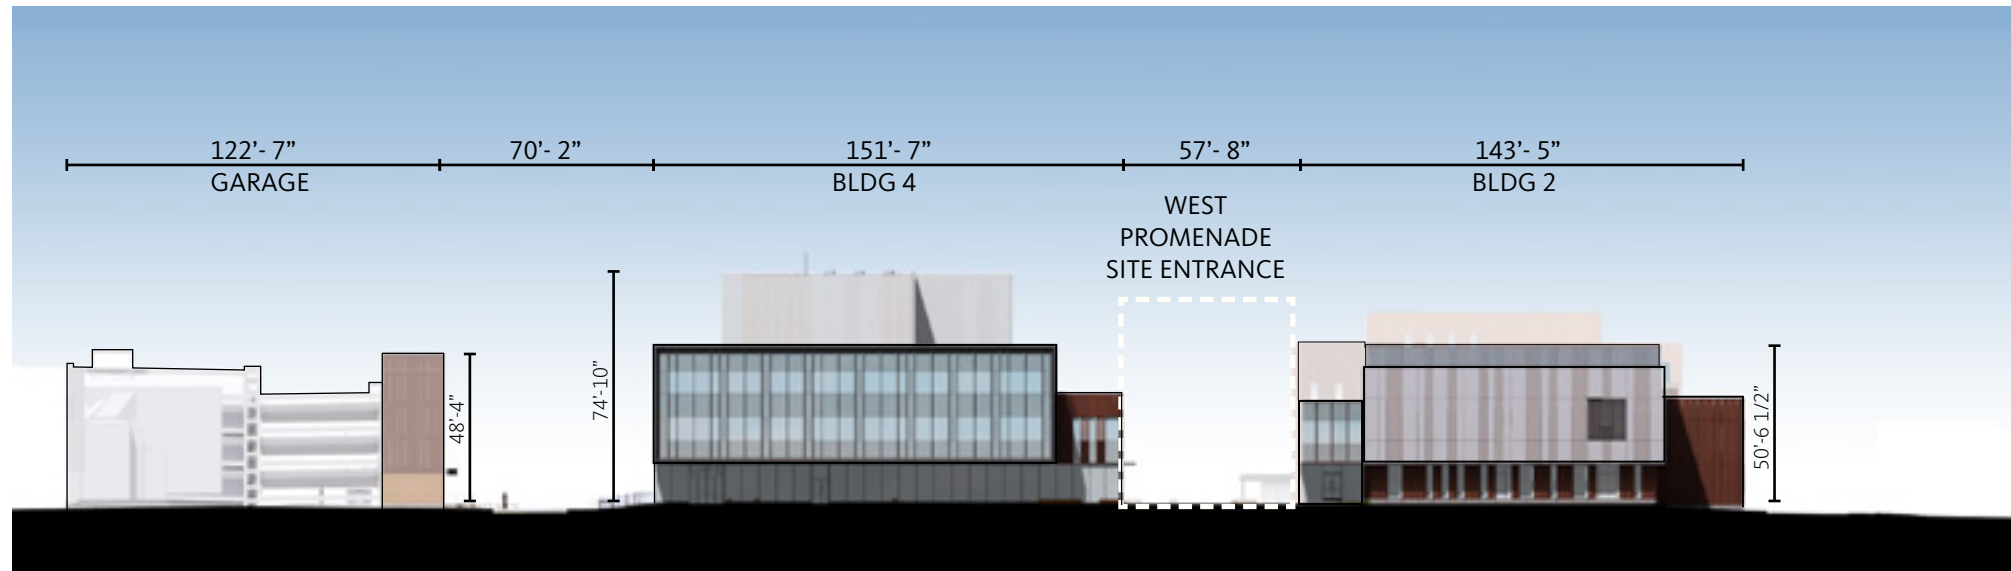 122’- 7”
70’- 2”
151’- 7”
57’- 8”
143’- 5”
GARAGE
BLDG 4
BLDG 2
WEST
PROMENADE
SITE ENTRANCE
48’-4”
74’-10”
50’-6 1/2”